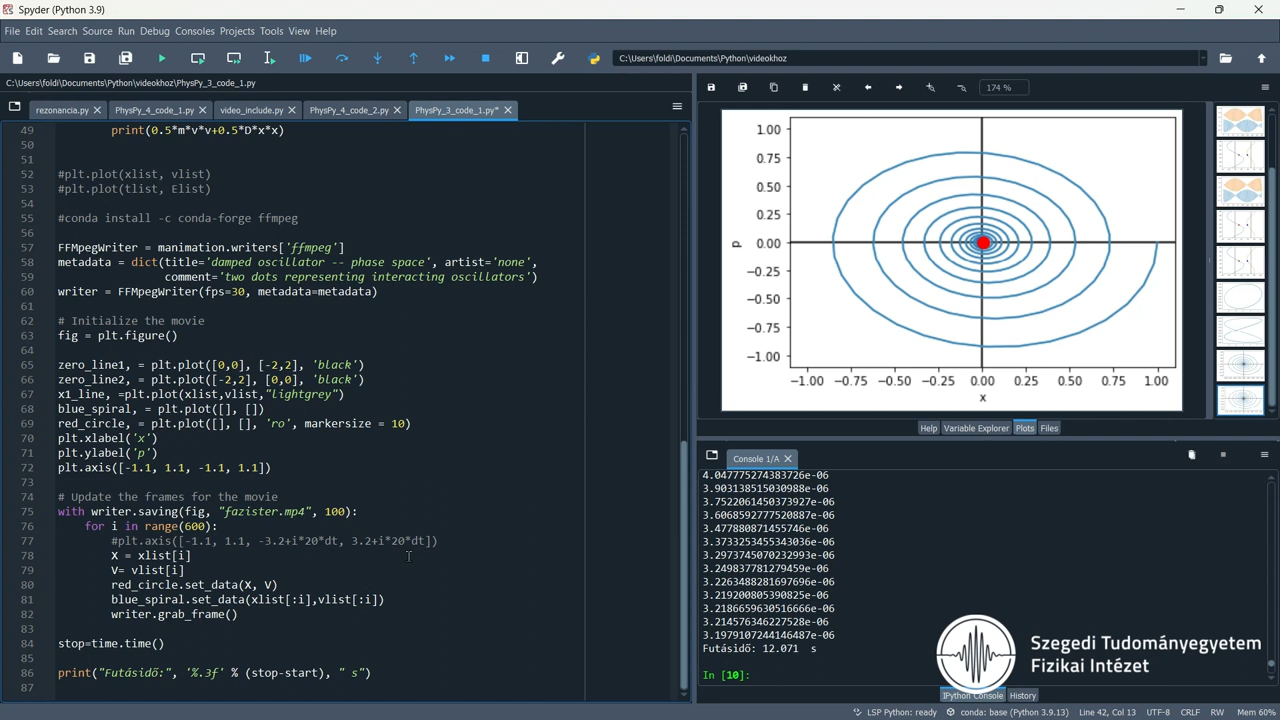 Spyder (Python 3.9)
File Edit Search Source Run Debug Consoles Projects Tools View Help
C:\Users\foldi\Documents\Python\videokhoz
C:\Users\foldi\Documents\Python\videokhoz\PhysPy_3_code_1.py
rezonancia.py PhysPy_4_code_1.py video_include.py PhysPy_4_code_2.py PhysPy_3_code_1.py*
174 %
49 print(0.5*m*v*v+0.5*D*x*x)
50
51
52 #plt.plot(xlist, vlist)
53 #plt.plot(tlist, Elist)
54
55 #conda install -c conda-forge ffmpeg
56
57 FFMpegWriter = manimation.writers['ffmpeg']
58 metadata = dict(title='damped oscillator -- phase space', artist='none',
59 comment='two dots representing interacting oscillators')
60 writer = FFMpegWriter(fps=30, metadata=metadata)
61
62 # Initialize the movie
63 fig = plt.figure()
64
65 zero_line1, = plt.plot([0,0], [-2,2], 'black')
66 zero_line2, = plt.plot([-2,2], [0,0], 'black')
67 x1_line, =plt.plot(xlist,vlist,"lightgrey")
68 blue_spiral, = plt.plot([], [])
69 red_circle, = plt.plot([], [], 'ro', markersize = 10)
70 plt.xlabel('x')
71 plt.ylabel('p')
72 plt.axis([-1.1, 1.1, -1.1, 1.1])
73
74 # Update the frames for the movie
75 with writer.saving(fig, "fazister.mp4", 100):
76 for i in range(600):
77 #plt.axis([-1.1, 1.1, -3.2+i*20*dt, 3.2+i*20*dt])
78 X = xlist[i]
79 V= vlist[i]
80 red_circle.set_data(X, V)
81 blue_spiral.set_data(xlist[:i],vlist[:i])
82 writer.grab_frame()
83
84 stop=time.time()
85
86 print("Futásidő:", '%.3f' % (stop-start), " s")
87
1.00
0.75
0.50
0.25
0.00
−0.25
−0.50
−0.75
−1.00
p
−1.00 −0.75 −0.50 −0.25 0.00 0.25 0.50 0.75 1.00
x
Help Variable Explorer Plots Files
Console 1/A
4.047775274383726e-06
3.903138515030988e-06
3.7522061450373927e-06
3.6068592777520887e-06
3.477880871455746e-06
3.3733253455343036e-06
3.2973745070232993e-06
3.249837781279459e-06
3.2263488281697696e-06
3.219200805390825e-06
3.2186659630516666e-06
3.214576346227528e-06
3.1979107244146487e-06
Futásidő: 12.071 s
In [10]:
Szegedi Tudományegyetem
Fizikai Intézet
IPython Console History
LSP Python: ready conda: base (Python 3.9.13) Line 42, Col 13 UTF-8 CRLF RW Mem 60%